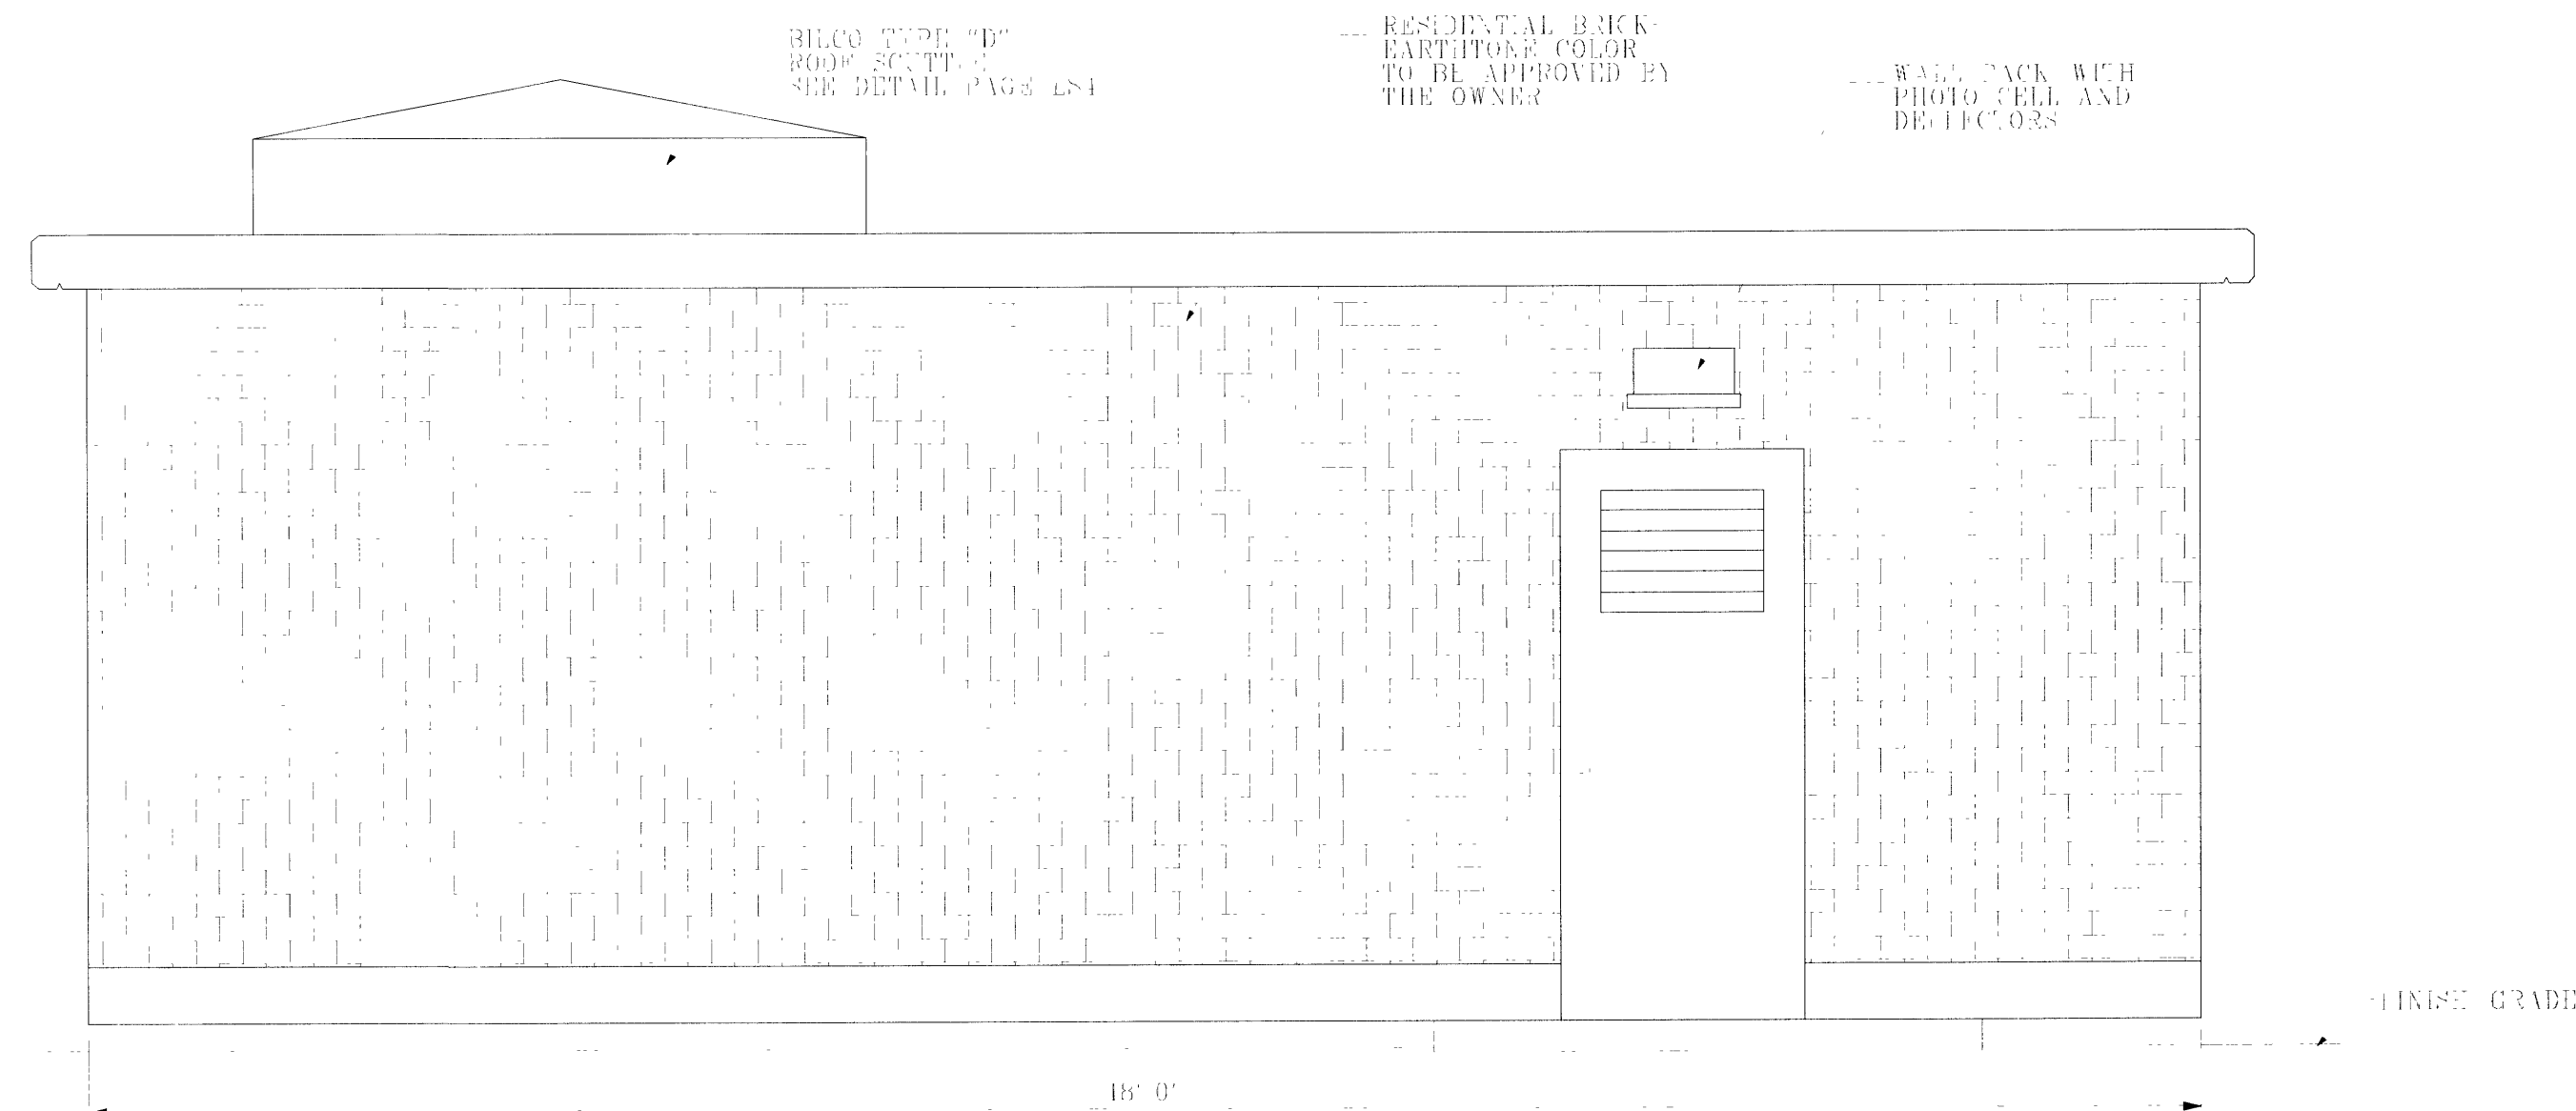 BILCO TYPE "D"
ROOF SCUTTLE
SEE DETAIL PAGE LS4
RESIDENTIAL BRICK-
EARTHTONE COLOR
TO BE APPROVED BY
THE OWNER
WALL PACK WITH
PHOTO CELL AND
DEFLECTORS
FINISH GRADE
18' 0"